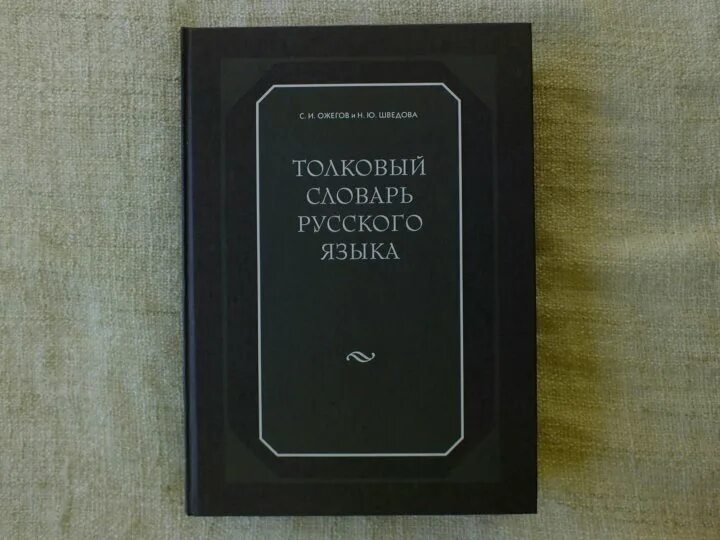 С. И. ОЖЕГОВ и Н. Ю. ШВЕДОВА
ТОЛКОВЫЙ
СЛОВАРЬ
РУССКОГО
ЯЗЫКА